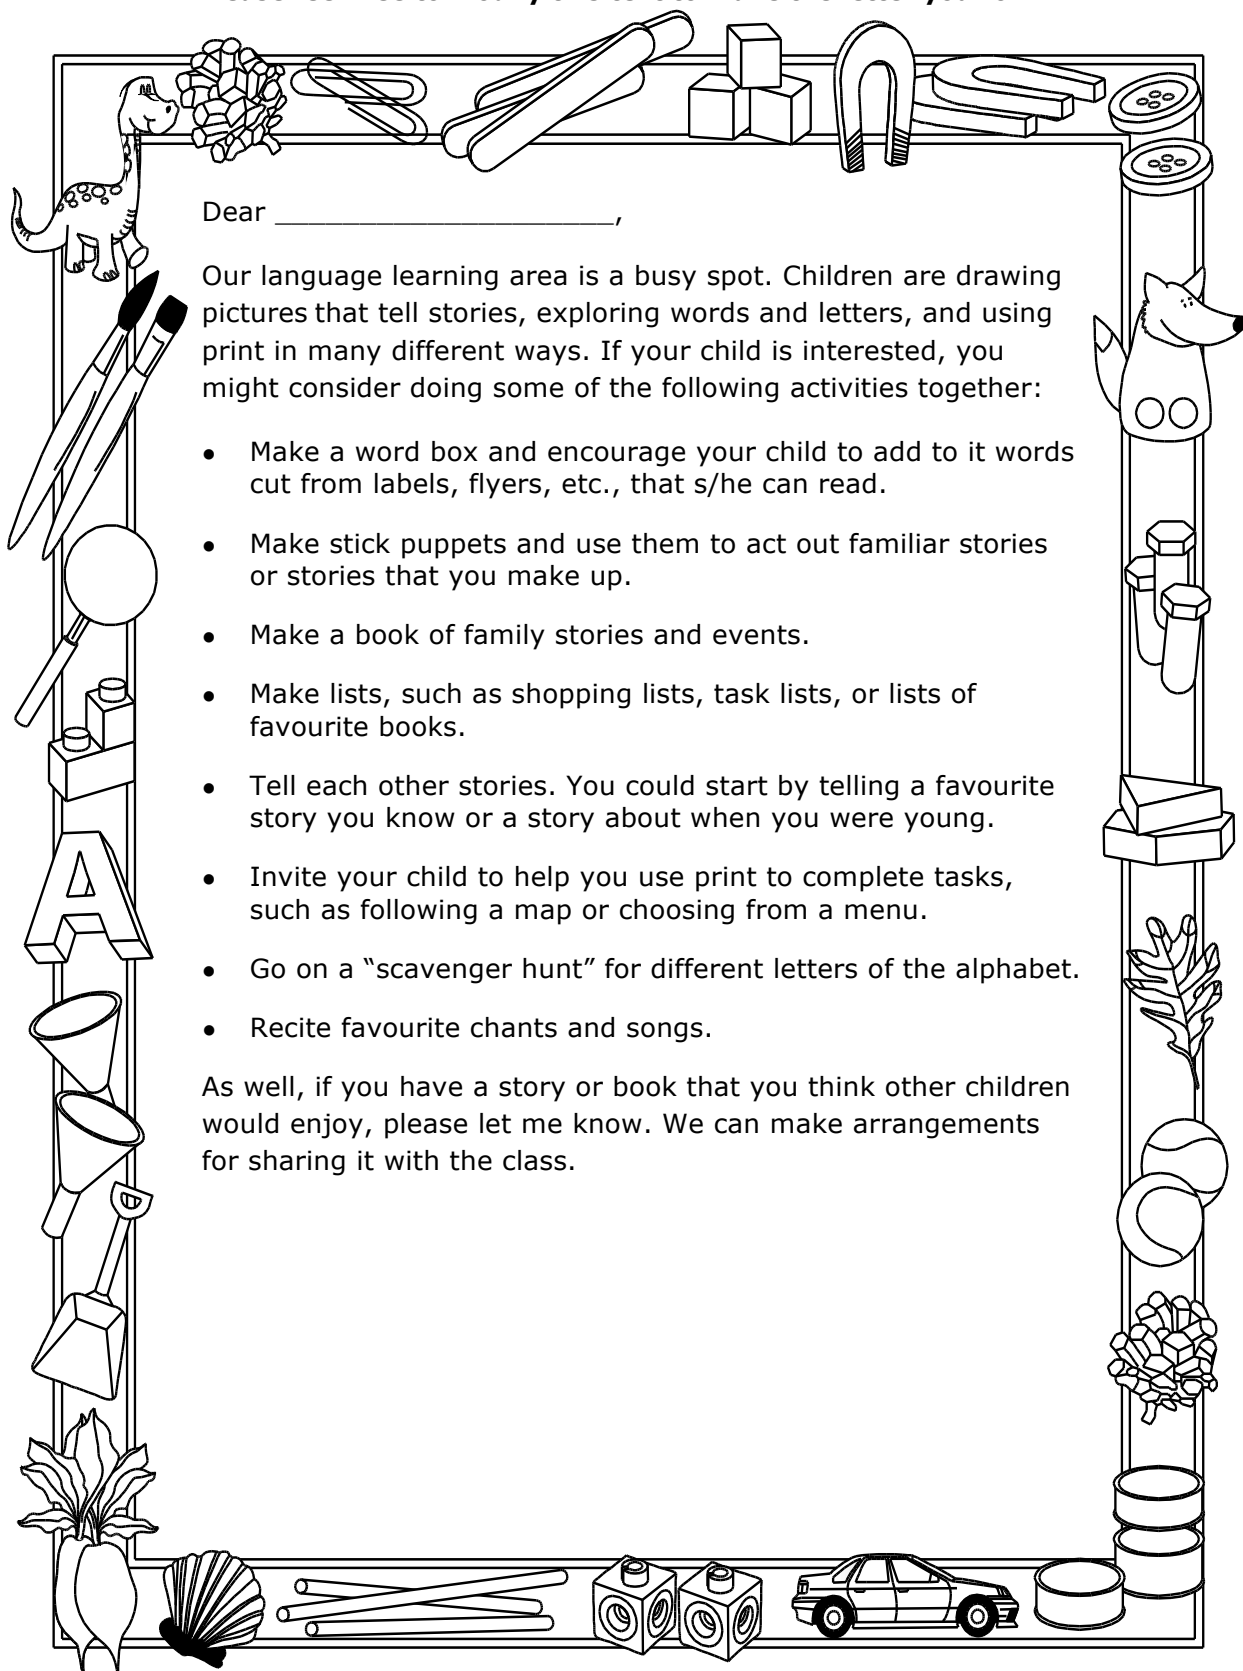 Dear ______________________,
Our language learning area is a busy spot. Children are drawing
pictures that tell stories, exploring words and letters, and using
print in many different ways. If your child is interested, you
might consider doing some of the following activities together:
• Make a word box and encourage your child to add to it words
cut from labels, flyers, etc., that s/he can read.
• Make stick puppets and use them to act out familiar stories
or stories that you make up.
• Make a book of family stories and events.
• Make lists, such as shopping lists, task lists, or lists of
favourite books.
• Tell each other stories. You could start by telling a favourite
story you know or a story about when you were young.
• Invite your child to help you use print to complete tasks,
such as following a map or choosing from a menu.
• Go on a “scavenger hunt” for different letters of the alphabet.
• Recite favourite chants and songs.
As well, if you have a story or book that you think other children
would enjoy, please let me know. We can make arrangements
for sharing it with the class.
A